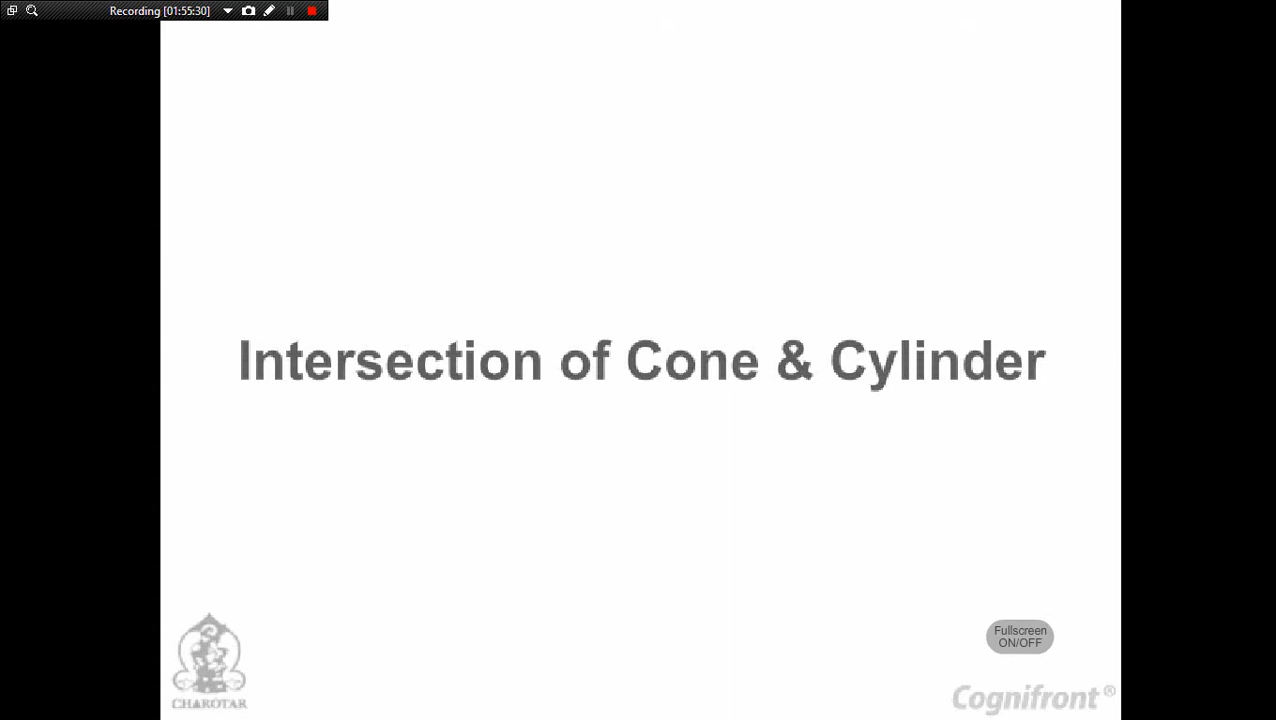 Recording [01:55:30]
Intersection of Cone & Cylinder
Fullscreen
ON/OFF
CHAROTAR
Cognifront ®